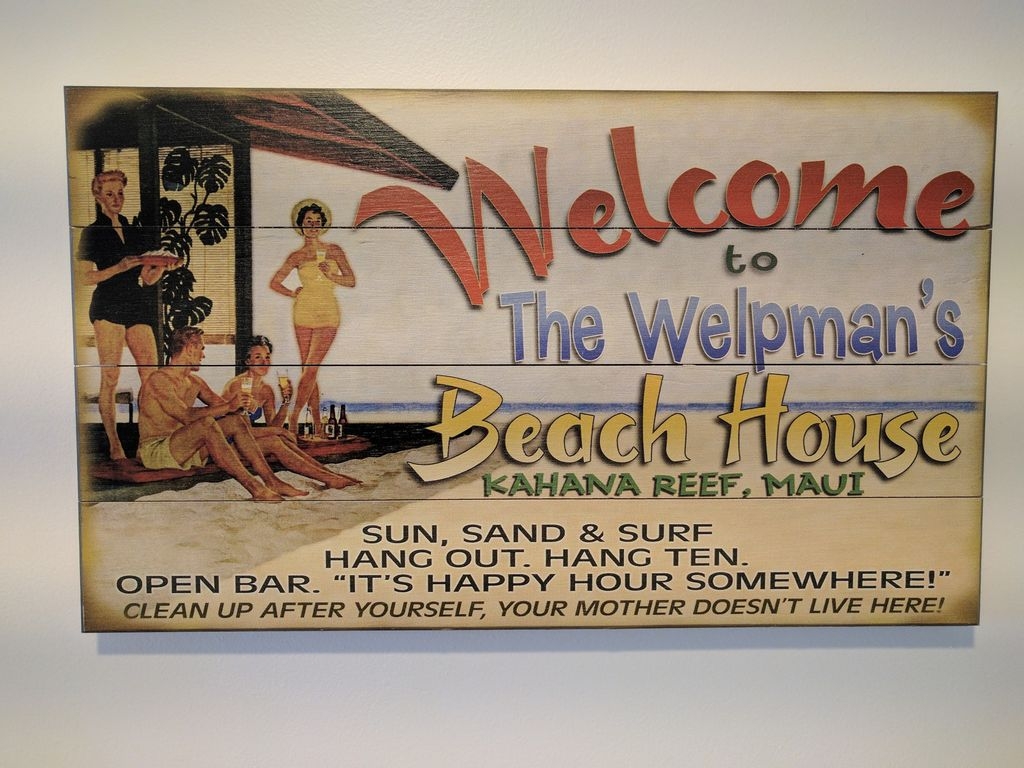 Welcome
to
The Welpman's
Beach House
KAHANA REEF, MAUI
SUN, SAND & SURF
HANG OUT. HANG TEN.
OPEN BAR. "IT'S HAPPY HOUR SOMEWHERE!"
CLEAN UP AFTER YOURSELF, YOUR MOTHER DOESN'T LIVE HERE!